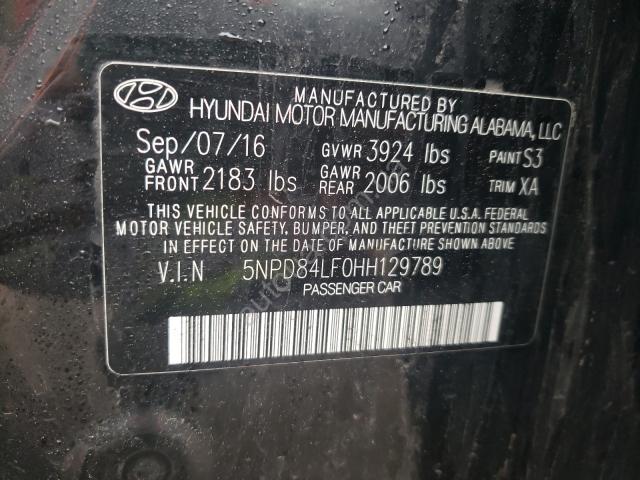 MANUFACTURED BY
HYUNDAI MOTOR MANUFACTURING ALABAMA, LLC
Sep/07/16 GVWR 3924 lbs PAINT S3
GAWR FRONT 2183 lbs GAWR REAR 2006 lbs TRIM XA
THIS VEHICLE CONFORMS TO ALL APPLICABLE U.S.A. FEDERAL
MOTOR VEHICLE SAFETY, BUMPER, AND THEFT PREVENTION STANDARDS
IN EFFECT ON THE DATE OF MANUFACTURE SHOWN ABOVE.
V.I.N 5NPD84LF0HH129789
PASSENGER CAR